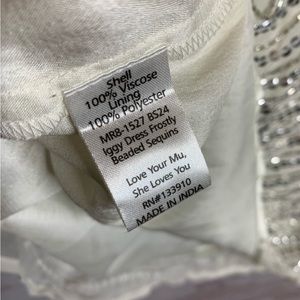 Shell
100% Viscose
Lining
100% Polyester
MR8-1527 BS24
Iggy Dress Frostly
Beaded Sequins
Love Your Mu,
She Loves You
RN#133910
MADE IN INDIA